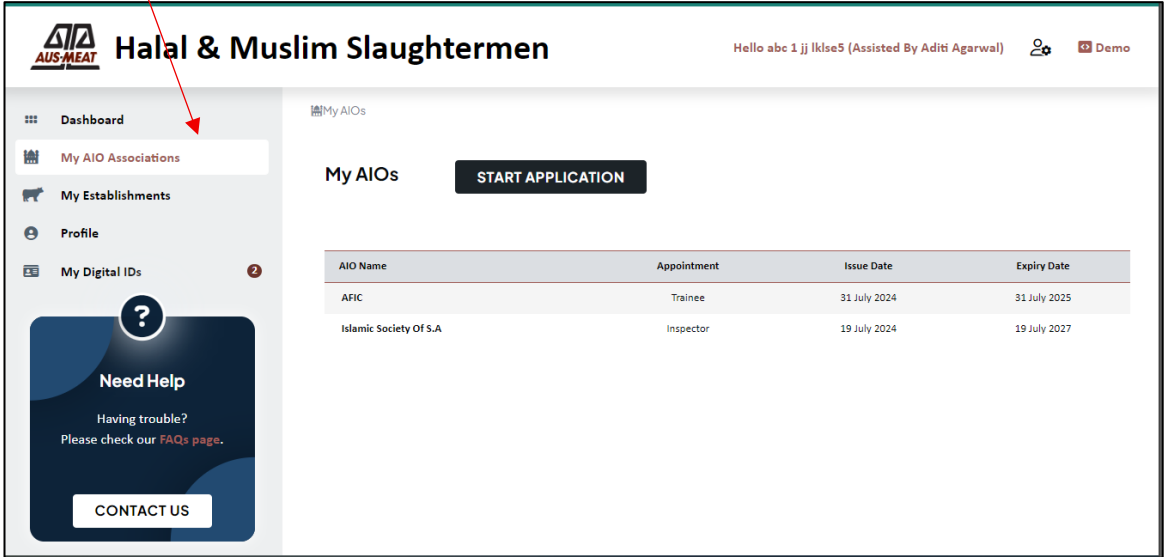 AUS-MEAT
Halal & Muslim Slaughtermen
Hello abc 1 jj lklse5 (Assisted By Aditi Agarwal)
Demo
Dashboard
My AIO Associations
My Establishments
Profile
My Digital IDs 2
?
Need Help
Having trouble?
Please check our FAQs page.
CONTACT US
My AIOs
My AIOs
START APPLICATION
AIO Name Appointment Issue Date Expiry Date
AFIC Trainee 31 July 2024 31 July 2025
Islamic Society Of S.A Inspector 19 July 2024 19 July 2027